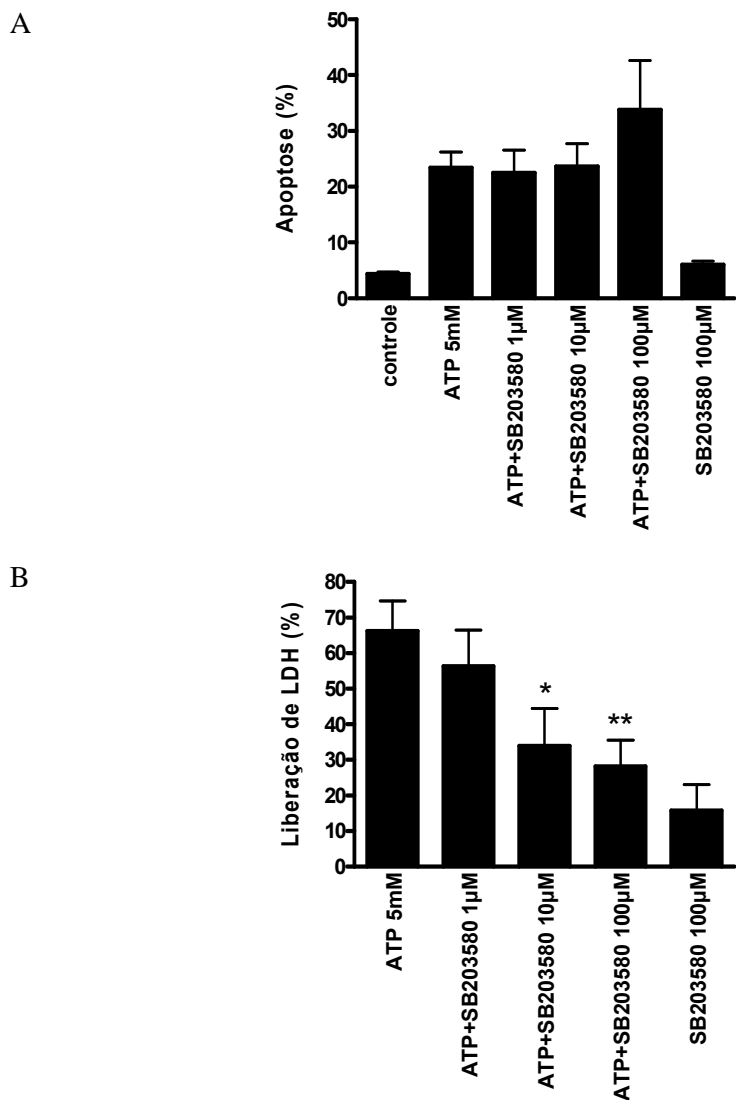 A
Apoptose (%)
50
40
30
20
10
0
controle
ATP 5mM
ATP+SB203580 1µM
ATP+SB203580 10µM
ATP+SB203580 100µM
SB203580 100µM
B
Liberação de LDH (%)
80
70
60
50
40
30
20
10
0
*
**
ATP 5mM
ATP+SB203580 1µM
ATP+SB203580 10µM
ATP+SB203580 100µM
SB203580 100µM